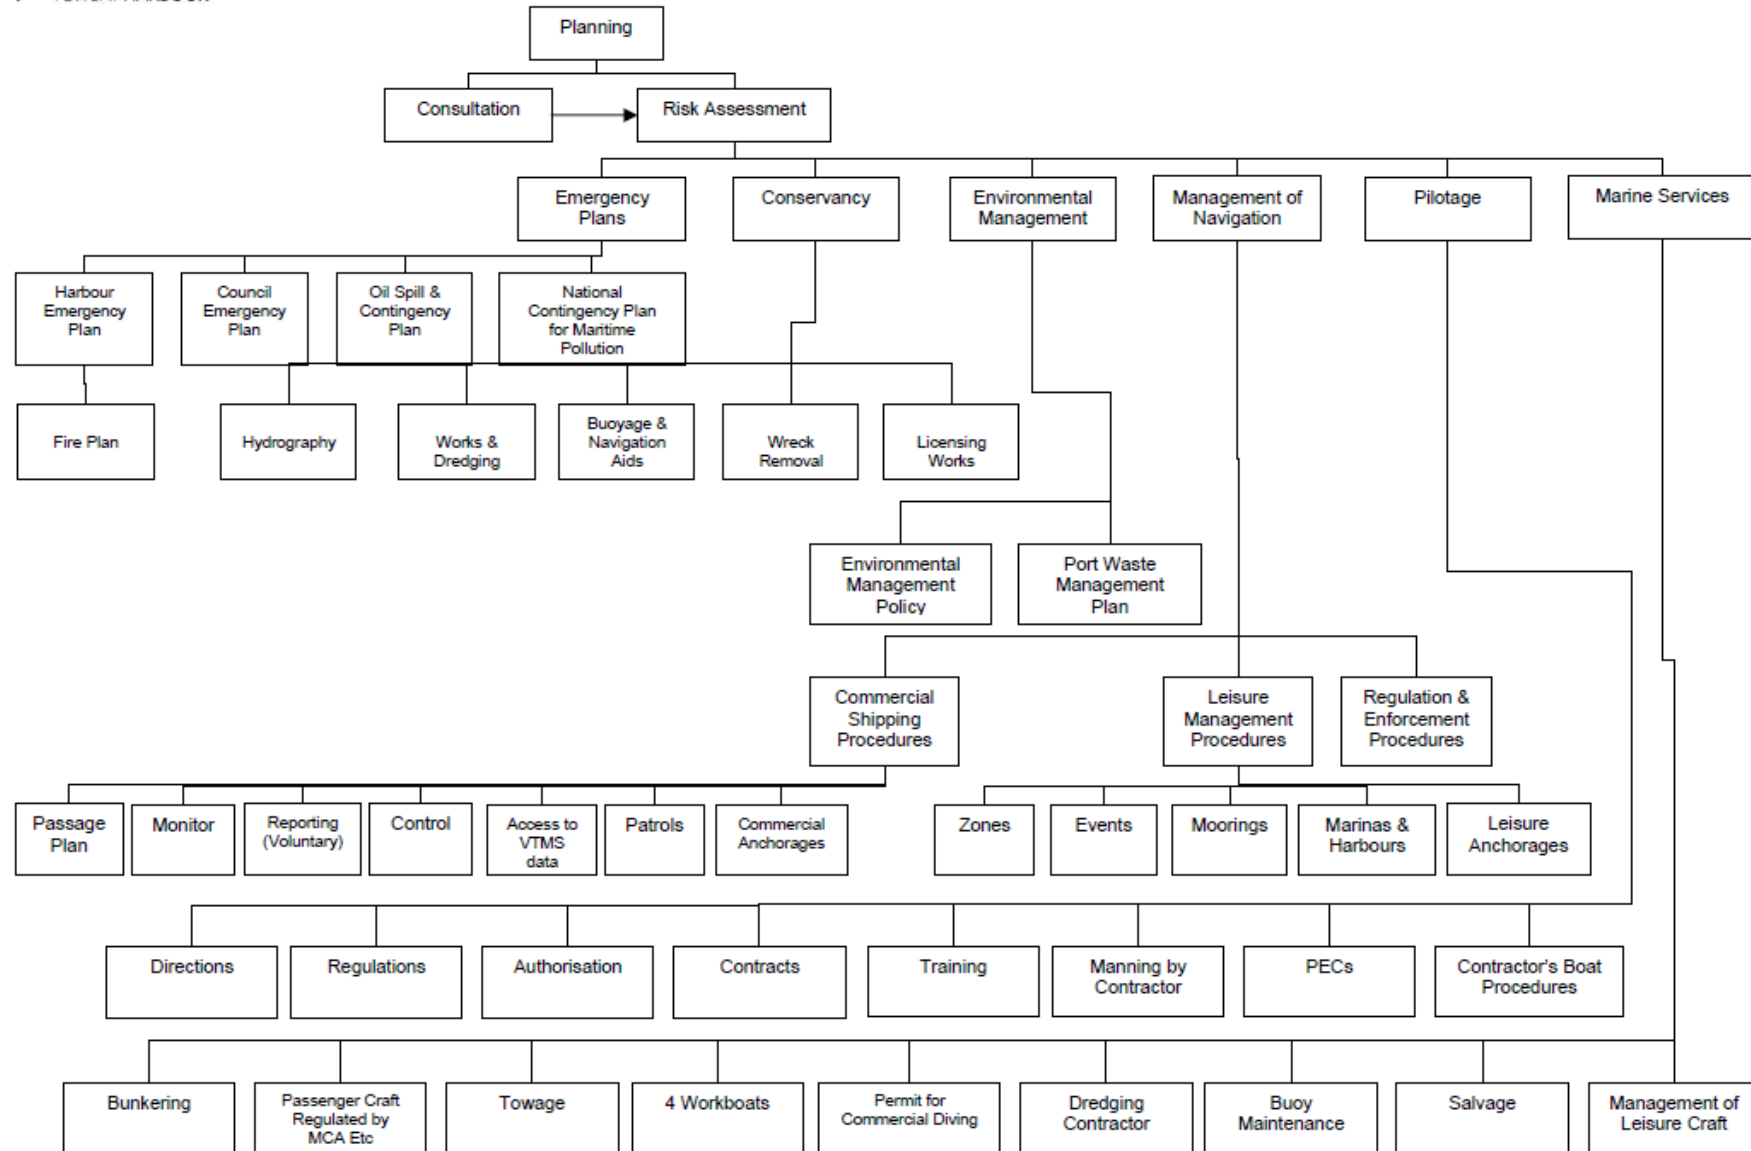 Planning
Consultation
Risk Assessment
Emergency
Plans
Conservancy
Environmental
Management
Management of
Navigation
Pilotage
Marine Services
Harbour
Emergency
Plan
Council
Emergency
Plan
Oil Spill &
Contingency
Plan
National
Contingency Plan
for Maritime
Pollution
Fire Plan
Hydrography
Works &
Dredging
Buoyage &
Navigation
Aids
Wreck
Removal
Licensing
Works
Environmental
Management
Policy
Port Waste
Management
Plan
Commercial
Shipping
Procedures
Leisure
Management
Procedures
Regulation &
Enforcement
Procedures
Passage
Plan
Monitor
Reporting
(Voluntary)
Control
Access to
VTMS
data
Patrols
Commercial
Anchorages
Zones
Events
Moorings
Marinas &
Harbours
Leisure
Anchorages
Directions
Regulations
Authorisation
Contracts
Training
Manning by
Contractor
PECs
Contractor's Boat
Procedures
Bunkering
Passenger Craft
Regulated by
MCA Etc
Towage
4 Workboats
Permit for
Commercial Diving
Dredging
Contractor
Buoy
Maintenance
Salvage
Management of
Leisure Craft